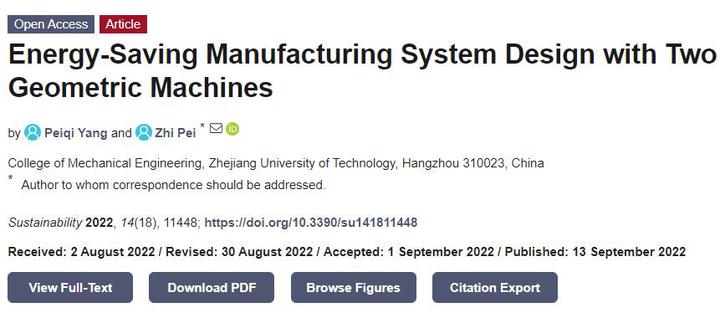 Open Access Article
Energy-Saving Manufacturing System Design with Two
Geometric Machines
by Peiqi Yang and Zhi Pei *
College of Mechanical Engineering, Zhejiang University of Technology, Hangzhou 310023, China
* Author to whom correspondence should be addressed.
Sustainability 2022, 14(18), 11448; https://doi.org/10.3390/su141811448
Received: 2 August 2022 / Revised: 30 August 2022 / Accepted: 1 September 2022 / Published: 13 September 2022
View Full-Text Download PDF Browse Figures Citation Export